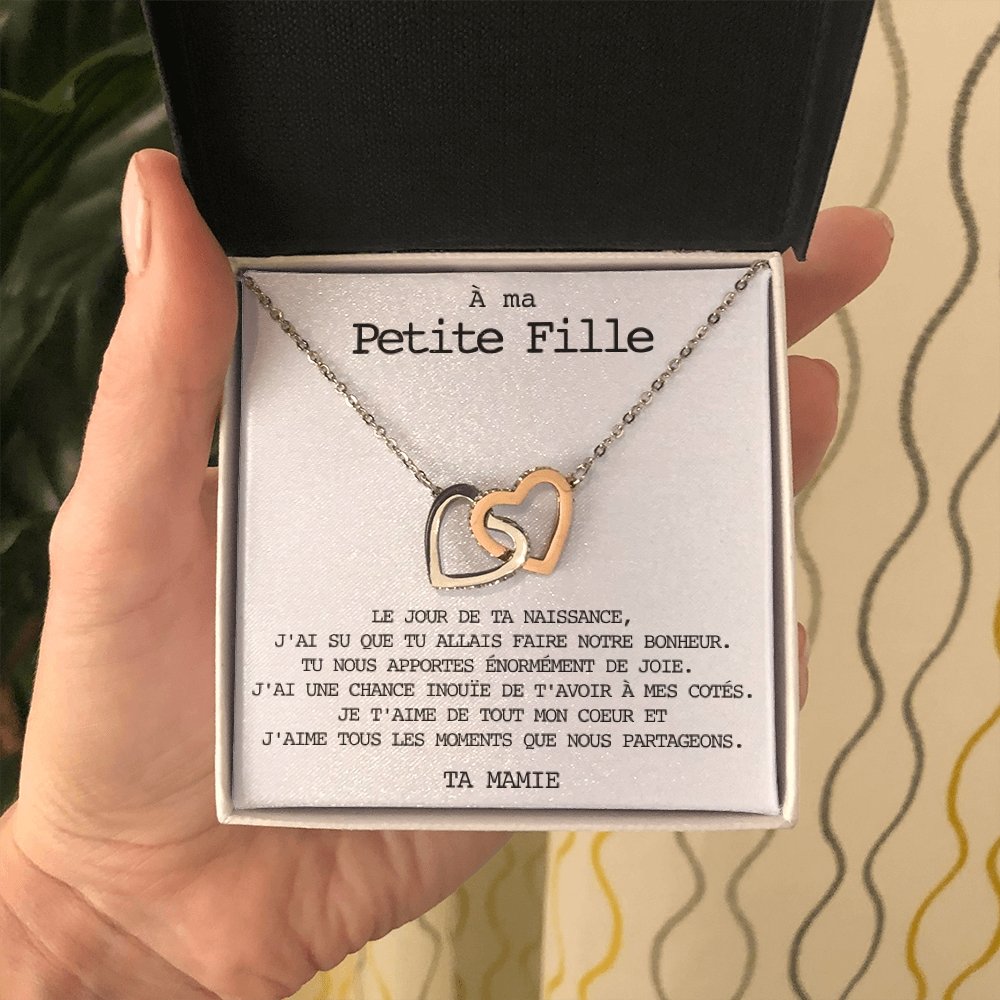 À ma
Petite Fille
LE JOUR DE TA NAISSANCE,
J'AI SU QUE TU ALLAIS FAIRE NOTRE BONHEUR.
TU NOUS APPORTES ÉNORMÉMENT DE JOIE.
J'AI UNE CHANCE INOUÏE DE T'AVOIR À MES COTÉS.
JE T'AIME DE TOUT MON COEUR ET
J'AIME TOUS LES MOMENTS QUE NOUS PARTAGEONS.
TA MAMIE